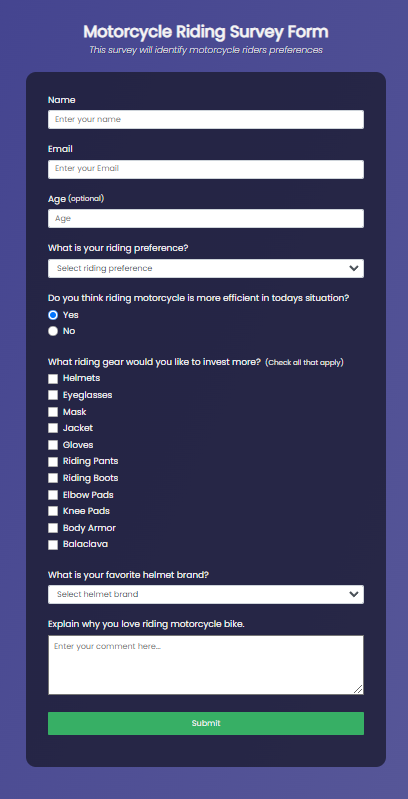 Motorcycle Riding Survey Form
This survey will identify motorcycle riders preferences
Name
Enter your name
Email
Enter your Email
Age (optional)
Age
What is your riding preference?
Select riding preference
Do you think riding motorcycle is more efficient in todays situation?
Yes
No
What riding gear would you like to invest more? (Check all that apply)
Helmets
Eyeglasses
Mask
Jacket
Gloves
Riding Pants
Riding Boots
Elbow Pads
Knee Pads
Body Armor
Balaclava
What is your favorite helmet brand?
Select helmet brand
Explain why you love riding motorcycle bike.
Enter your comment here...
Submit